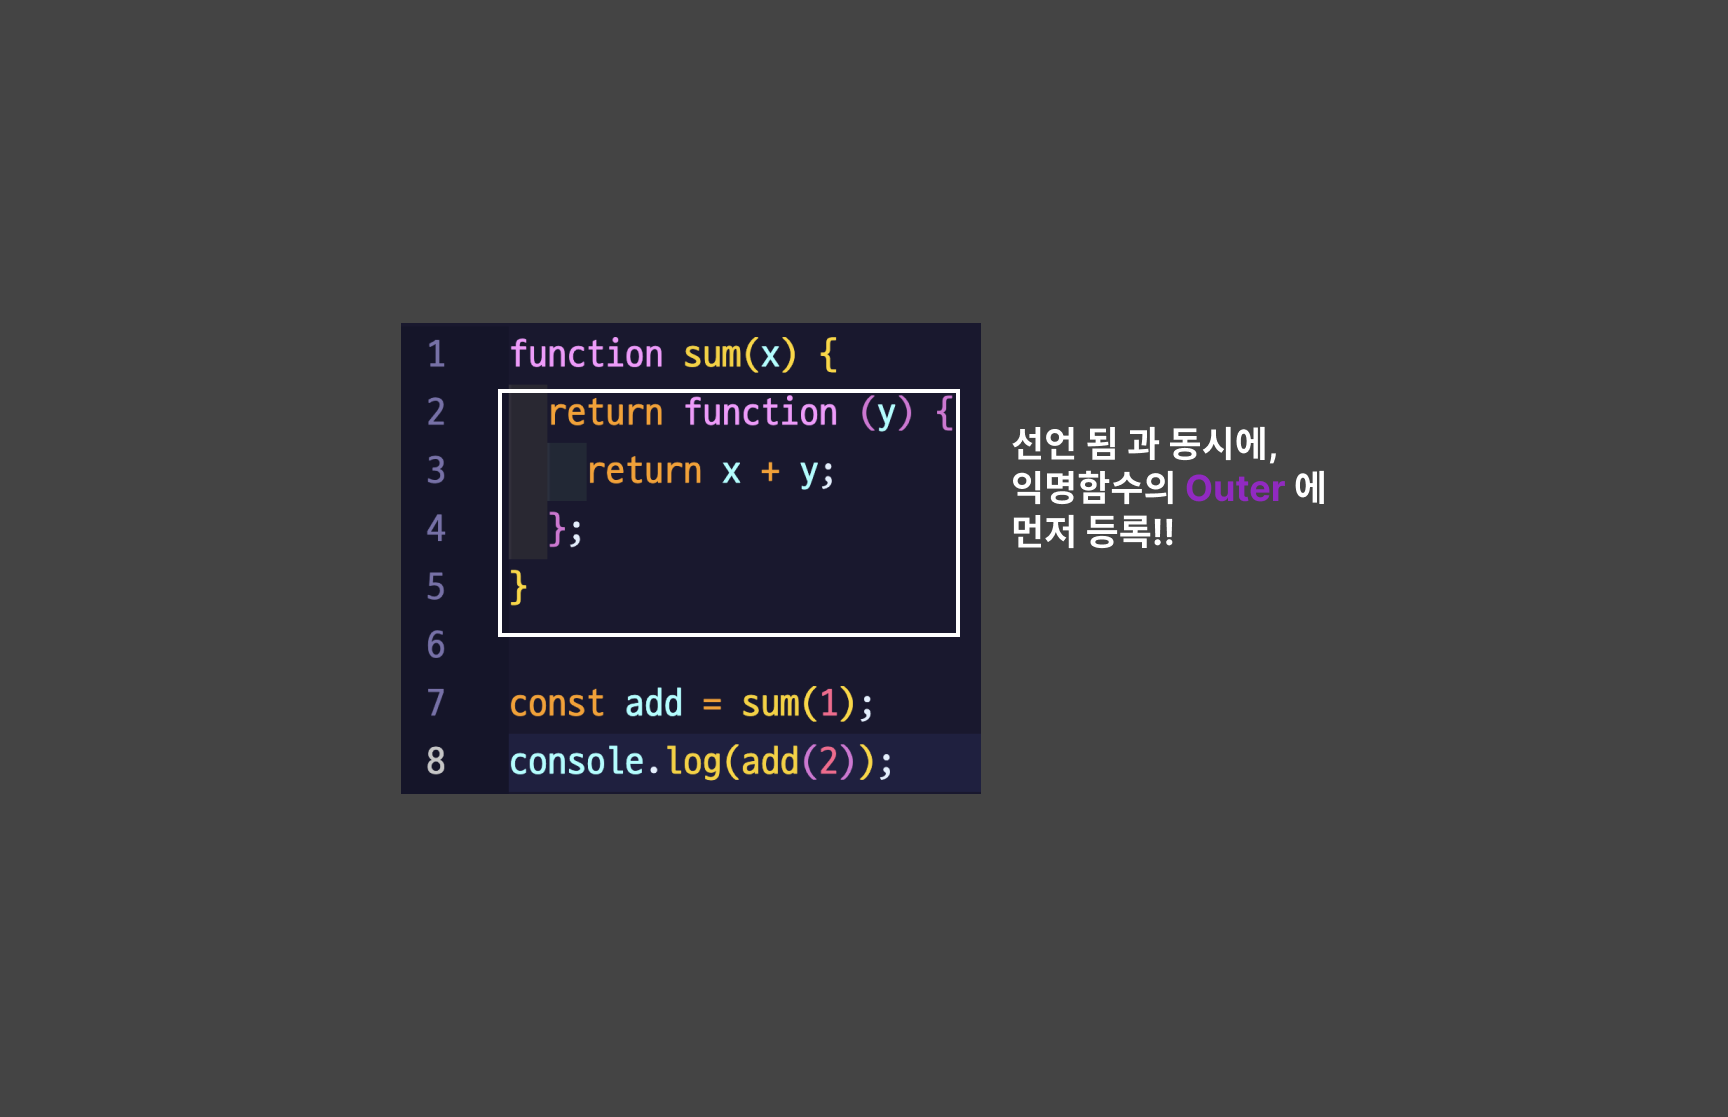 1 function sum(x) {
2 return function (y) {
3 return x + y;
4 };
5 }
6
7 const add = sum(1);
8 console.log(add(2));
선언 됨 과 동시에,
익명함수의 Outer 에
먼저 등록!!